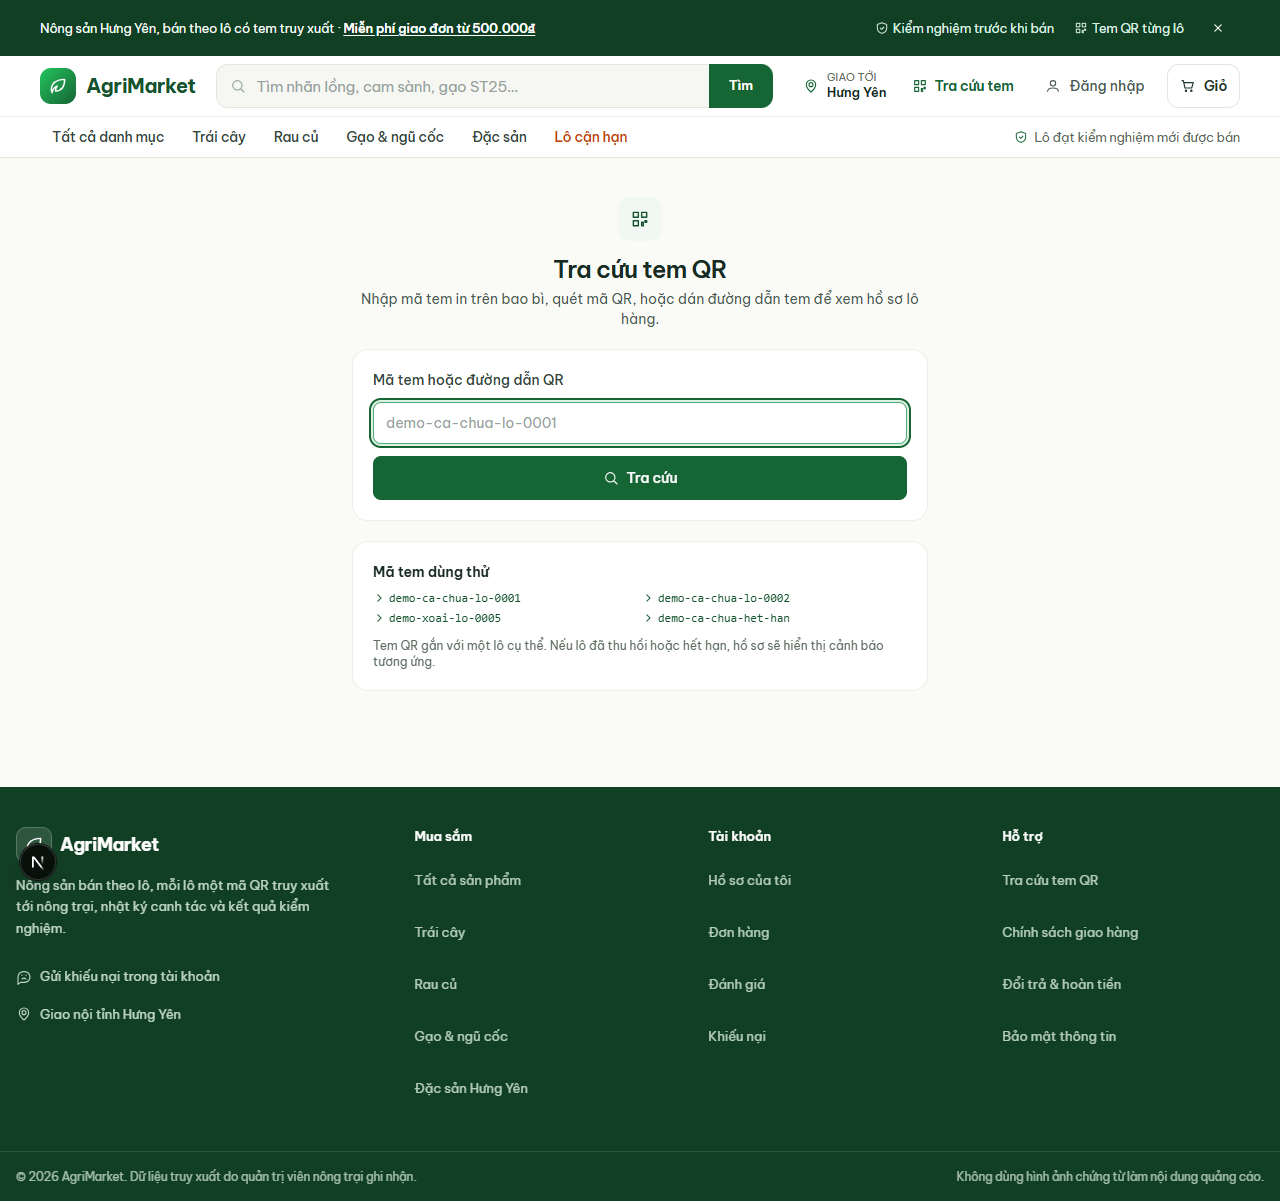 Nông sản Hưng Yên, bán theo lô có tem truy xuất · Miễn phí giao đơn từ 500.000₫
Kiểm nghiệm trước khi bán
Tem QR từng lô
AgriMarket
Tìm nhãn lồng, cam sành, gạo ST25...
Tìm
GIAO TỚI
Hưng Yên
Tra cứu tem
Đăng nhập
Giỏ
Tất cả danh mục
Trái cây
Rau củ
Gạo & ngũ cốc
Đặc sản
Lô cận hạn
Lô đạt kiểm nghiệm mới được bán
Tra cứu tem QR
Nhập mã tem in trên bao bì, quét mã QR, hoặc dán đường dẫn tem để xem hồ sơ lô
hàng.
Mã tem hoặc đường dẫn QR
demo-ca-chua-lo-0001
Tra cứu
Mã tem dùng thử
demo-ca-chua-lo-0001
demo-ca-chua-lo-0002
demo-xoai-lo-0005
demo-ca-chua-het-han
Tem QR gắn với một lô cụ thể. Nếu lô đã thu hồi hoặc hết hạn, hồ sơ sẽ hiển thị cảnh báo
tương ứng.
AgriMarket
Nông sản bán theo lô, mỗi lô một mã QR truy xuất
tới nông trại, nhật ký canh tác và kết quả kiểm
nghiệm.
Gửi khiếu nại trong tài khoản
Giao nội tỉnh Hưng Yên
Mua sắm
Tất cả sản phẩm
Trái cây
Rau củ
Gạo & ngũ cốc
Đặc sản Hưng Yên
Tài khoản
Hồ sơ của tôi
Đơn hàng
Đánh giá
Khiếu nại
Hỗ trợ
Tra cứu tem QR
Chính sách giao hàng
Đổi trả & hoàn tiền
Bảo mật thông tin
© 2026 AgriMarket. Dữ liệu truy xuất do quản trị viên nông trại ghi nhận.
Không dùng hình ảnh chứng từ làm nội dung quảng cáo.